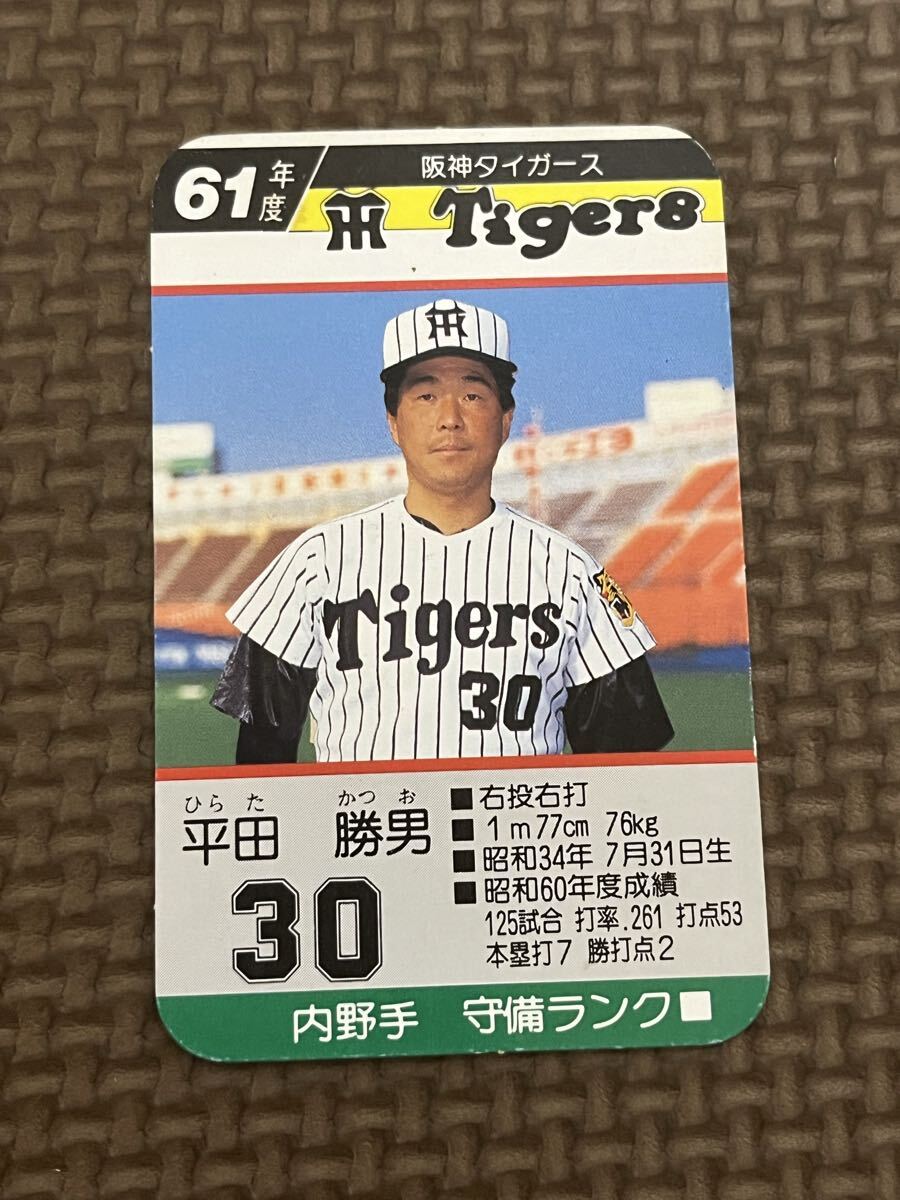 61年度
阪神タイガース
TH Tigers
TH
Tigers
30
ひら た かつ お
平田 勝男
30
■右投右打
■1m77cm 76kg
■昭和34年 7月31日生
■昭和60年度成績
125試合 打率.261 打点53
本塁打7 勝打点2
内野手 守備ランク■